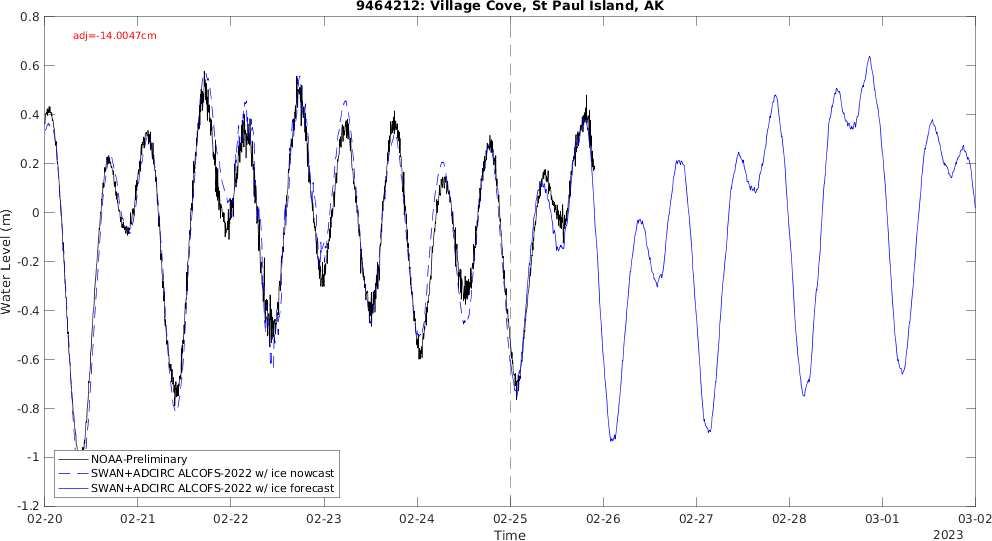 9464212: Village Cove, St Paul Island, AK
adj=-14.0047cm
Water Level (m)
0.8
0.6
0.4
0.2
0
-0.2
-0.4
-0.6
-0.8
-1
-1.2
NOAA-Preliminary
SWAN+ADCIRC ALCOFS-2022 w/ ice nowcast
SWAN+ADCIRC ALCOFS-2022 w/ ice forecast
02-20 02-21 02-22 02-23 02-24 02-25 02-26 02-27 02-28 03-01 03-02
Time
2023